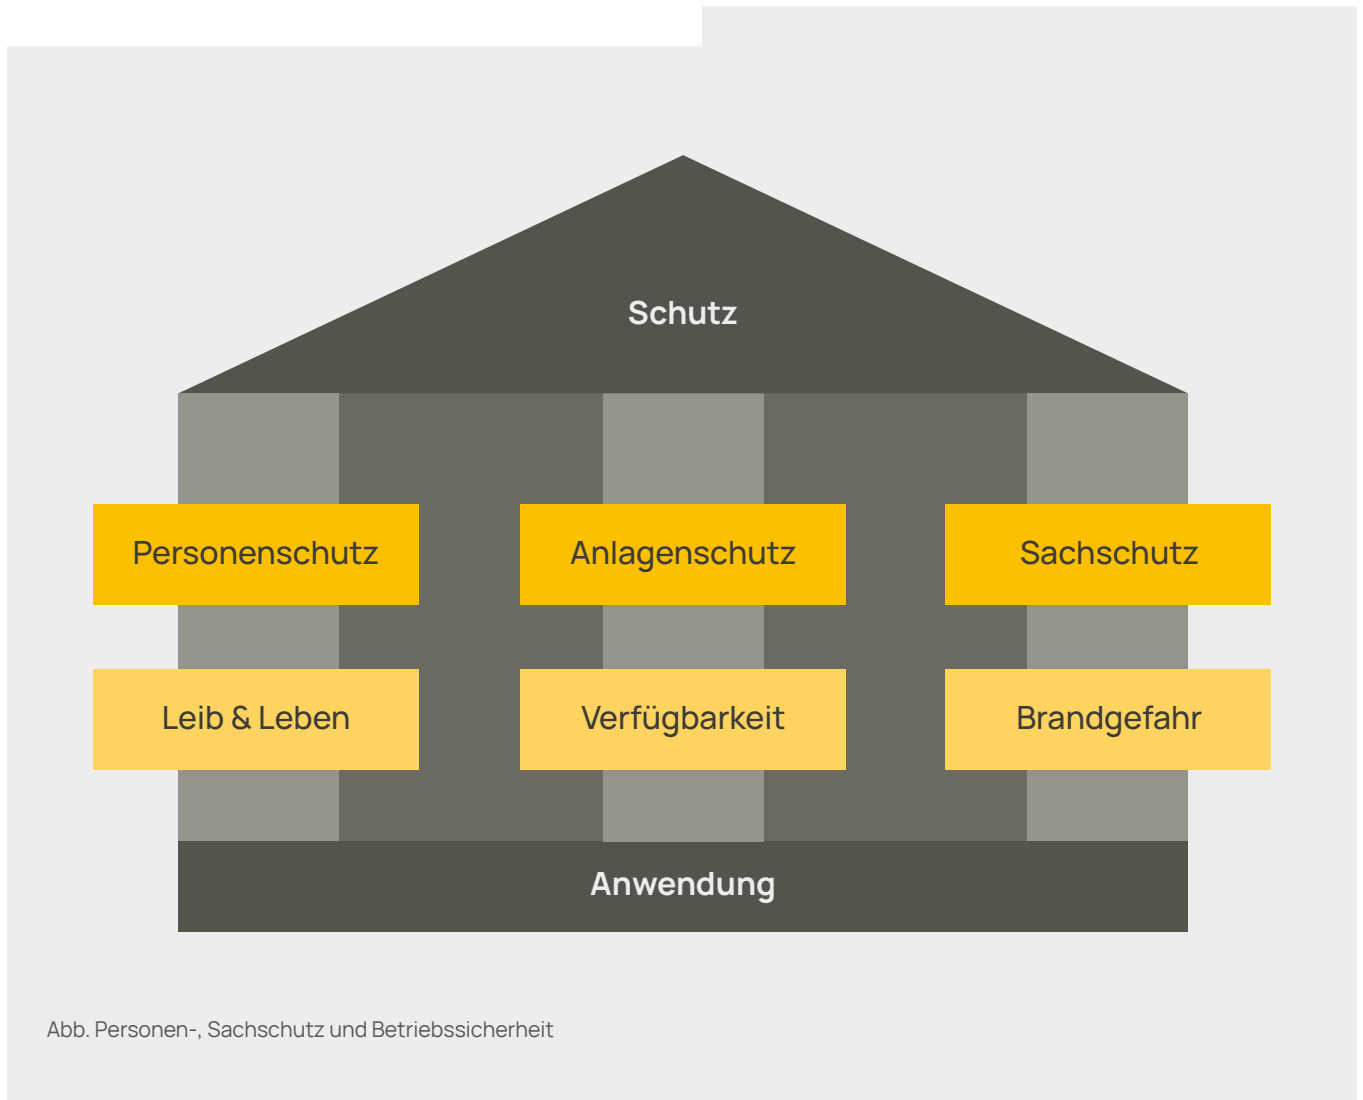 Schutz
Personenschutz
Anlagenschutz
Sachschutz
Leib & Leben
Verfügbarkeit
Brandgefahr
Anwendung
Abb. Personen-, Sachschutz und Betriebssicherheit